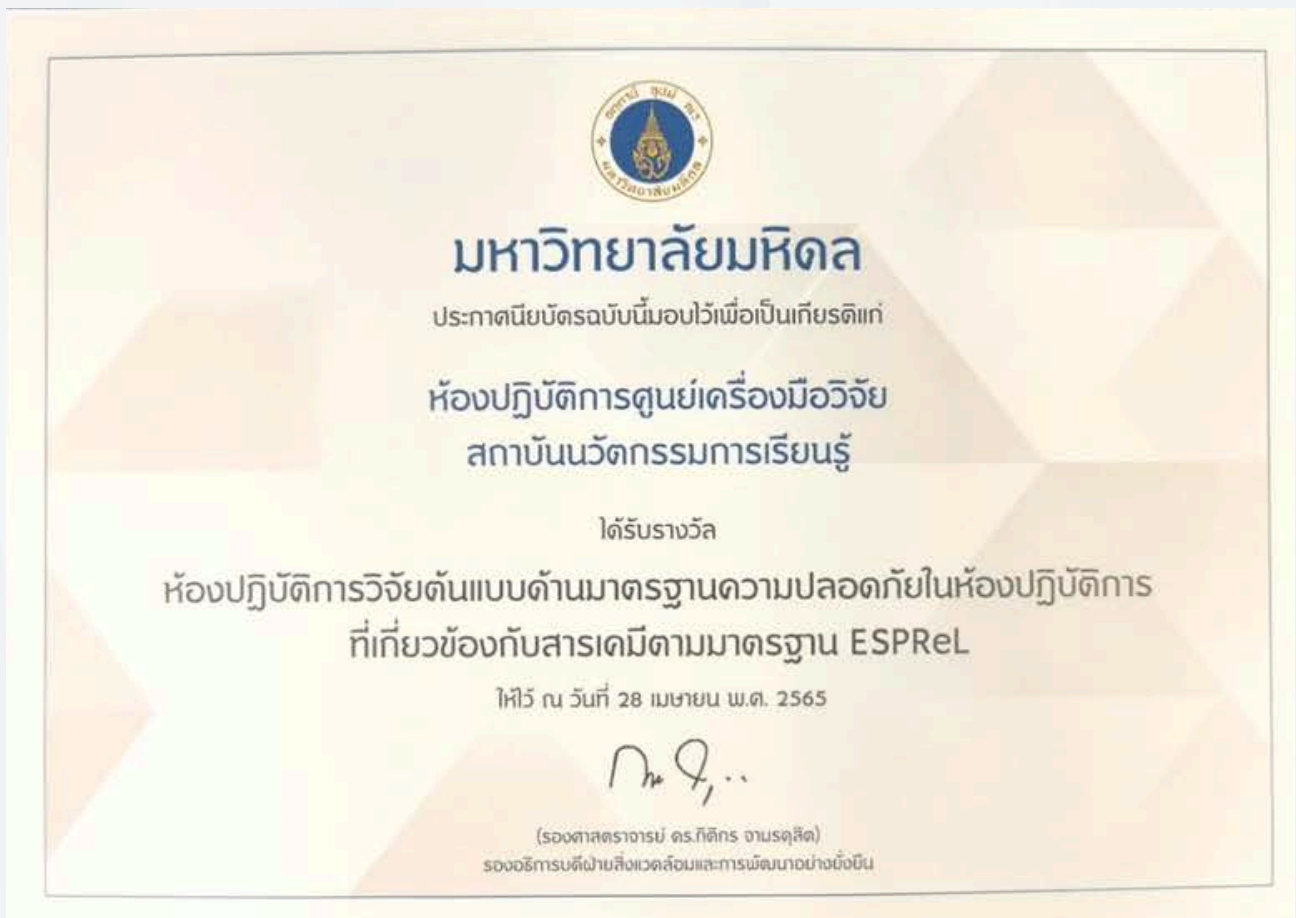 มหาวิทยาลัยมหิดล
มหาวิทยาลัยมหิดล
ประกาศนียบัตรฉบับนี้มอบไว้เพื่อเป็นเกียรติแก่
ห้องปฏิบัติการศูนย์เครื่องมือวิจัย
สถาบันนวัตกรรมการเรียนรู้
ได้รับรางวัล
ห้องปฏิบัติการวิจัยต้นแบบด้านมาตรฐานความปลอดภัยในห้องปฏิบัติการ
ที่เกี่ยวข้องกับสารเคมีตามมาตรฐาน ESPReL
ให้ไว้ ณ วันที่ 28 เมษายน พ.ศ. 2565
(รองศาสตราจารย์ ดร.กิติกร จามรดุสิต)
รองอธิการบดีฝ่ายสิ่งแวดล้อมและการพัฒนาอย่างยั่งยืน